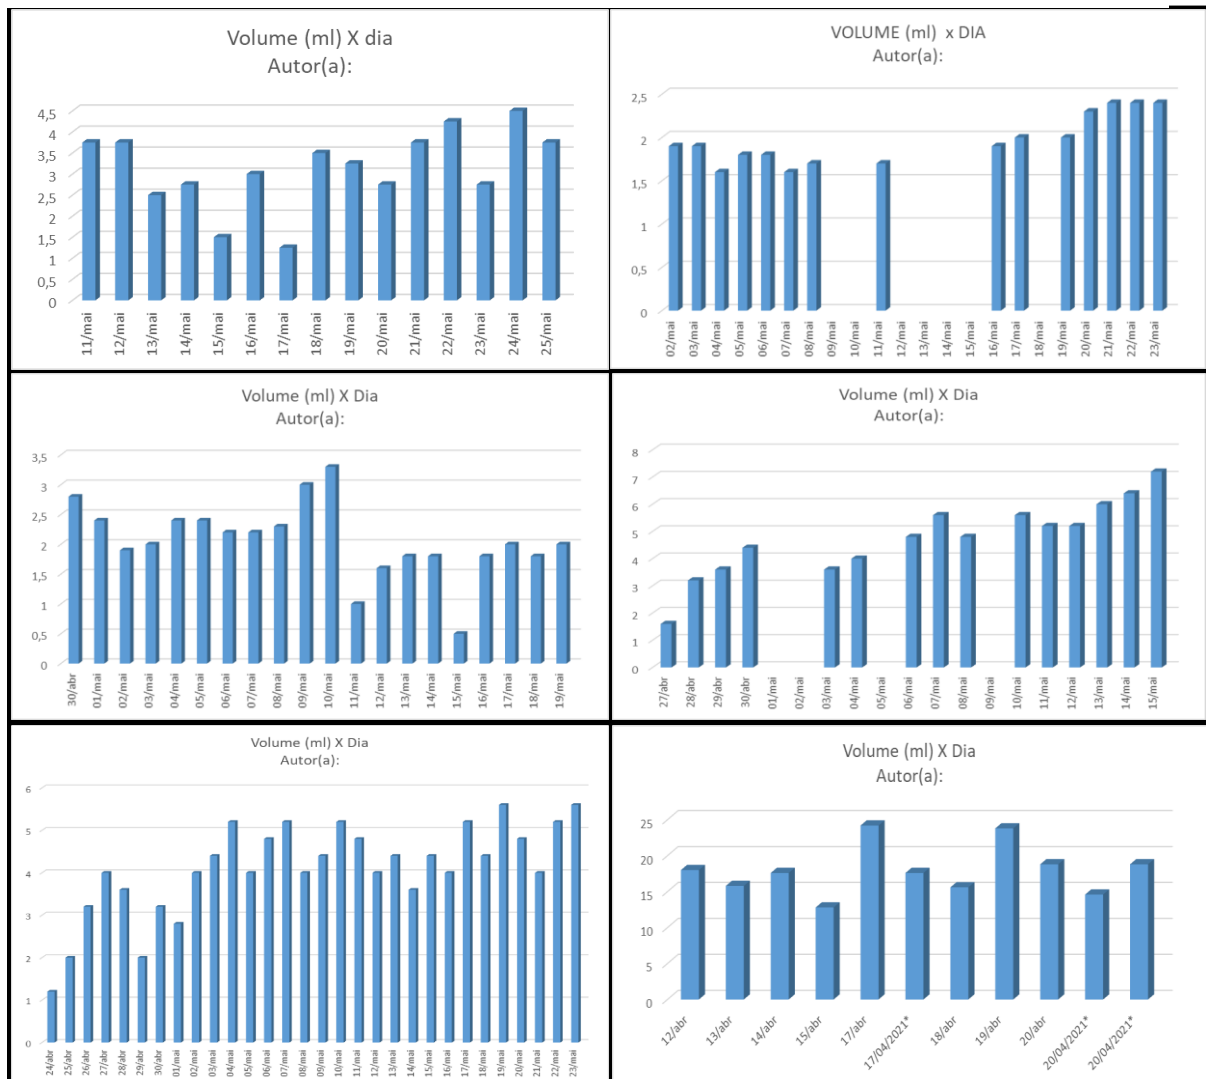 Volume (ml) X dia
Autor(a):
4,5
4
3,5
3
2,5
2
1,5
1
0,5
0
11/mai
12/mai
13/mai
14/mai
15/mai
16/mai
17/mai
18/mai
19/mai
20/mai
21/mai
22/mai
23/mai
24/mai
25/mai
VOLUME (ml) x DIA
Autor(a):
2,5
2
1,5
1
0,5
0
02/mai
03/mai
04/mai
05/mai
06/mai
07/mai
08/mai
09/mai
10/mai
11/mai
12/mai
13/mai
14/mai
15/mai
16/mai
17/mai
18/mai
19/mai
20/mai
21/mai
22/mai
23/mai
Volume (ml) X Dia
Autor(a):
3,5
3
2,5
2
1,5
1
0,5
0
30/abr
01/mai
02/mai
03/mai
04/mai
05/mai
06/mai
07/mai
08/mai
09/mai
10/mai
11/mai
12/mai
13/mai
14/mai
15/mai
16/mai
17/mai
18/mai
19/mai
Volume (ml) X Dia
Autor(a):
8
7
6
5
4
3
2
1
0
27/abr
28/abr
29/abr
30/abr
01/mai
02/mai
03/mai
04/mai
05/mai
06/mai
07/mai
08/mai
09/mai
10/mai
11/mai
12/mai
13/mai
14/mai
15/mai
Volume (ml) X Dia
Autor(a):
6
5
4
3
2
1
0
24/abr
25/abr
26/abr
27/abr
28/abr
29/abr
30/abr
01/mai
02/mai
03/mai
04/mai
05/mai
06/mai
07/mai
08/mai
09/mai
10/mai
11/mai
12/mai
13/mai
14/mai
15/mai
16/mai
17/mai
18/mai
19/mai
20/mai
21/mai
22/mai
23/mai
Volume (ml) X Dia
Autor(a):
25
20
15
10
5
0
12/abr
13/abr
14/abr
15/abr
17/abr
17/04/2021*
18/abr
19/abr
20/abr
20/04/2021*
20/04/2021*